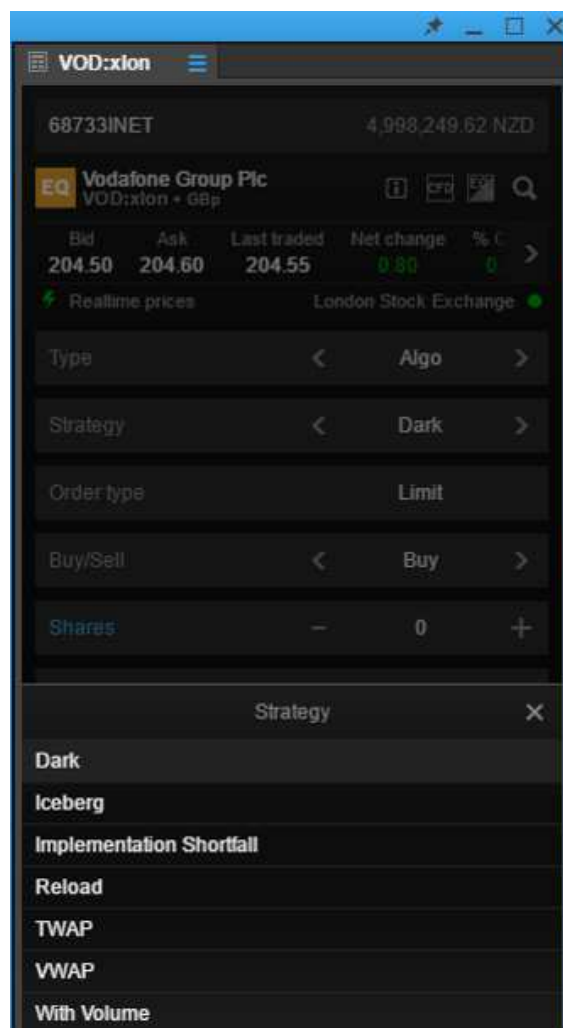 VOD:xlon
68733INET 4,998,249.62 NZD
EQ Vodafone Group Plc
VOD:xlon • GBp
CFD
Bid Ask Last traded Net change %
204.50 204.60 204.55 0.80 0
Realtime prices London Stock Exchange
Type Algo
Strategy Dark
Order type Limit
Buy/Sell Buy
Shares 0
Strategy
Dark
Iceberg
Implementation Shortfall
Reload
TWAP
VWAP
With Volume